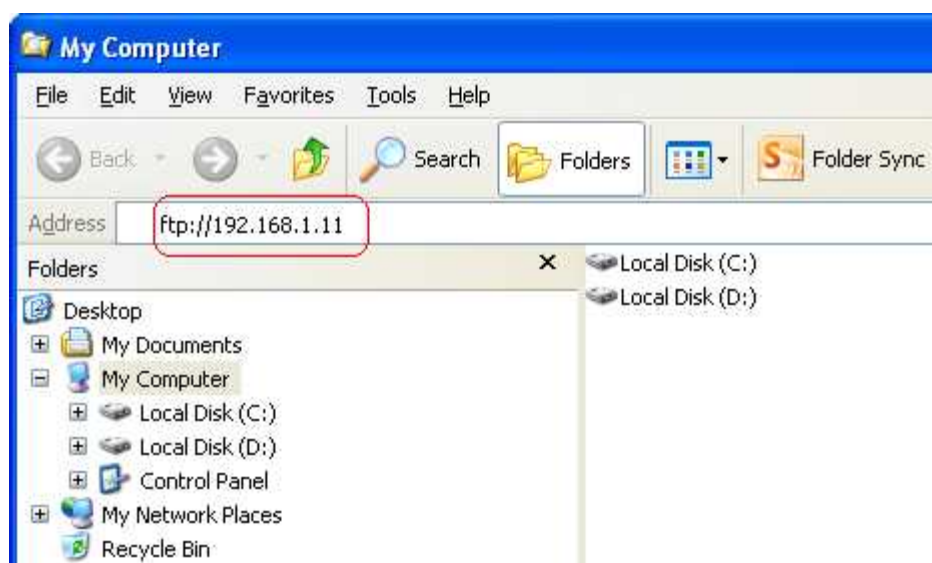 My Computer
File Edit View Favorites Tools Help
Back Search Folders Folder Sync
Address ftp://192.168.1.11
Folders
Local Disk (C:)
Local Disk (D:)
Desktop
My Documents
My Computer
Local Disk (C:)
Local Disk (D:)
Control Panel
My Network Places
Recycle Bin